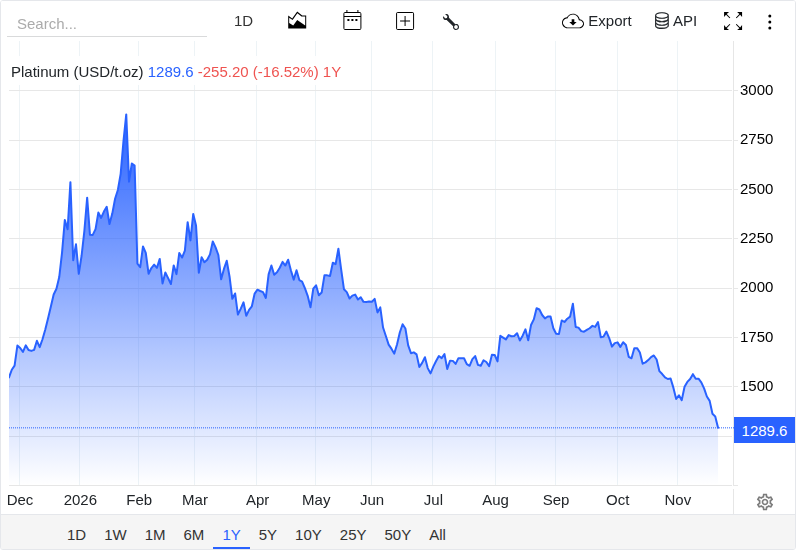 Search... 1D Export API
Platinum (USD/t.oz) 1289.6 -255.20 (-16.52%) 1Y
3000
2750
2500
2250
2000
1750
1500
1289.6
Dec 2026 Feb Mar Apr May Jun Jul Aug Sep Oct Nov
1D 1W 1M 6M 1Y 5Y 10Y 25Y 50Y All